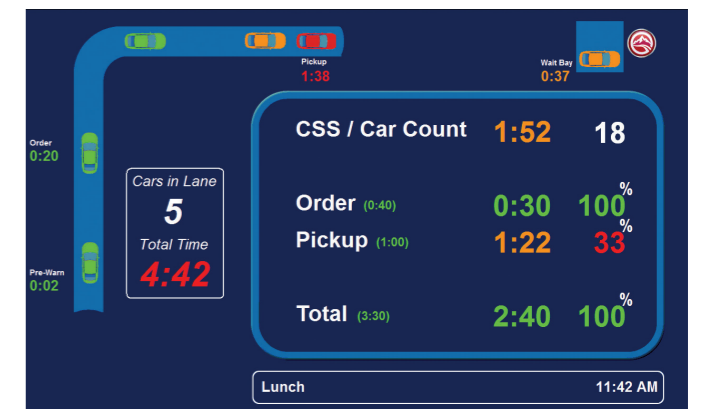 Pickup
1:38
Wait Bay
0:37
Order
0:20
Pre-Warn
0:02
Cars in Lane
5
Total Time
4:42
CSS / Car Count 1:52 18
Order (0:40) 0:30 100%
Pickup (1:00) 1:22 33%
Total (3:30) 2:40 100%
Lunch 11:42 AM